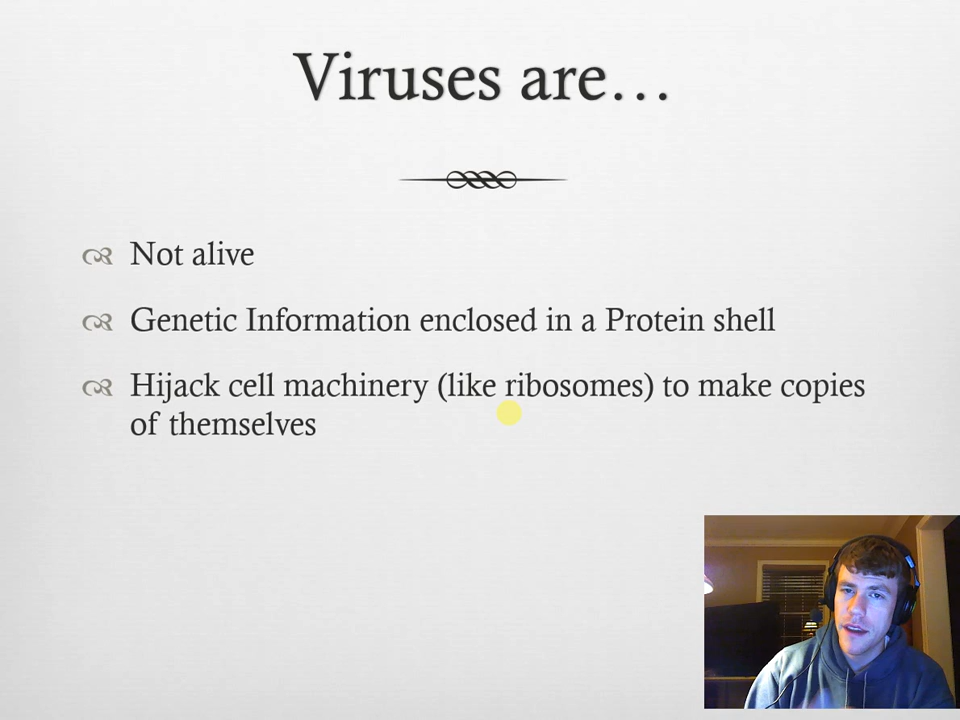 Viruses are…
Not alive
Genetic Information enclosed in a Protein shell
Hijack cell machinery (like ribosomes) to make copies
of themselves